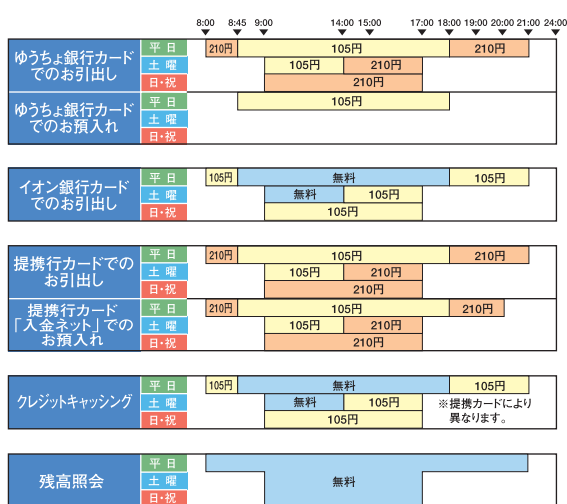 8:00 8:45 9:00 14:00 15:00 17:00 18:00 19:00 20:00 21:00 24:00
ゆうちょ銀行カード
でのお引出し
平日 210円 105円 210円
土曜 105円 210円
日・祝 210円
ゆうちょ銀行カード
でのお預入れ
平日 105円
土曜
日・祝
イオン銀行カード
でのお引出し
平日 105円 無料 105円
土曜 無料 105円
日・祝 105円
提携行カードでの
お引出し
平日 210円 105円 210円
土曜 105円 210円
日・祝 210円
提携行カード
「入金ネット」での
お預入れ
平日 210円 105円 210円
土曜 105円 210円
日・祝 210円
クレジットキャッシング
平日 105円 無料 105円
土曜 無料 105円
日・祝 105円
※提携カードにより
異なります。
残高照会
平日
土曜 無料
日・祝